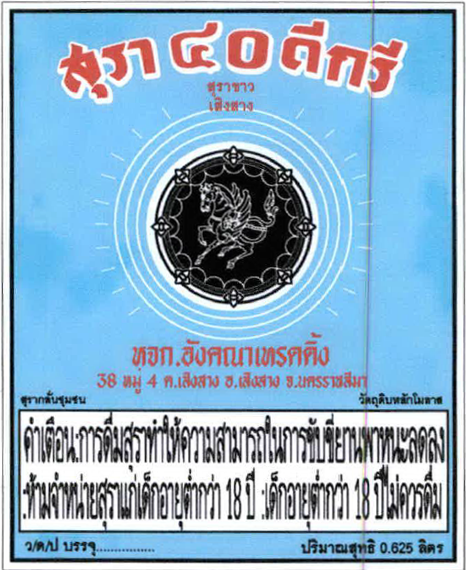 สุรา ๔๐ ดีกรี
สุราขาว
เสิงสาง
หจก.อังคณาเทรดดิ้ง
38 หมู่ 4 ต.เสิงสาง อ.เสิงสาง จ.นครราชสีมา
สุรากลั่นชุมชน วัตถุดิบหลักโมลาส
คำเตือน:การดื่มสุราทำให้ความสามารถในการขับขี่ยานพาหนะลดลง
:ห้ามจำหน่ายสุราแก่เด็กอายุต่ำกว่า 18 ปี :เด็กอายุต่ำกว่า 18 ปีไม่ควรดื่ม
ว/ด/ป บรรจุ................ ปริมาณสุทธิ 0.625 ลิตร